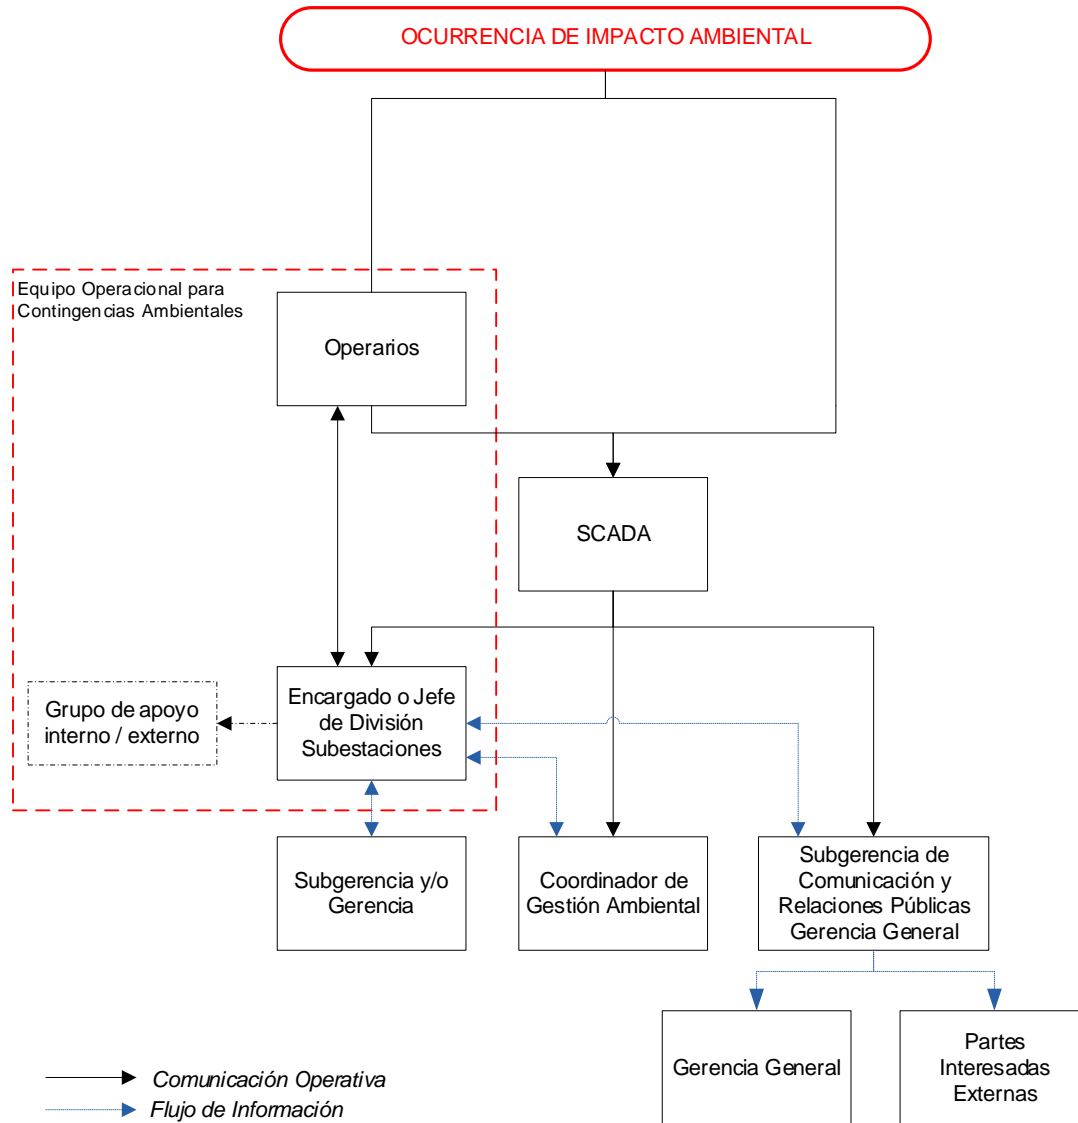 OCURRENCIA DE IMPACTO AMBIENTAL
Equipo Operacional para
Contingencias Ambientales
Operarios
SCADA
Encargado o Jefe
de División
Subestaciones
Grupo de apoyo
interno / externo
Subgerencia y/o
Gerencia
Coordinador de
Gestión Ambiental
Subgerencia de
Comunicación y
Relaciones Públicas
Gerencia General
Gerencia General
Partes
Interesadas
Externas
Comunicación Operativa
Flujo de Información